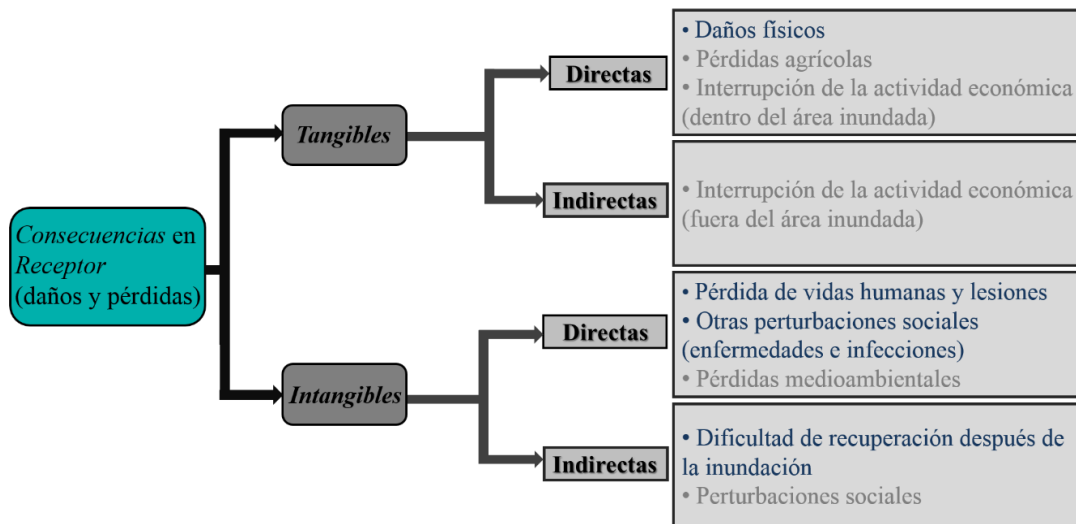 Consecuencias en
Receptor
(daños y pérdidas)
Tangibles
Directas
• Daños físicos
• Pérdidas agrícolas
• Interrupción de la actividad económica
(dentro del área inundada)
Indirectas
• Interrupción de la actividad económica
(fuera del área inundada)
Intangibles
Directas
• Pérdida de vidas humanas y lesiones
• Otras perturbaciones sociales
(enfermedades e infecciones)
• Pérdidas medioambientales
Indirectas
• Dificultad de recuperación después de
la inundación
• Perturbaciones sociales